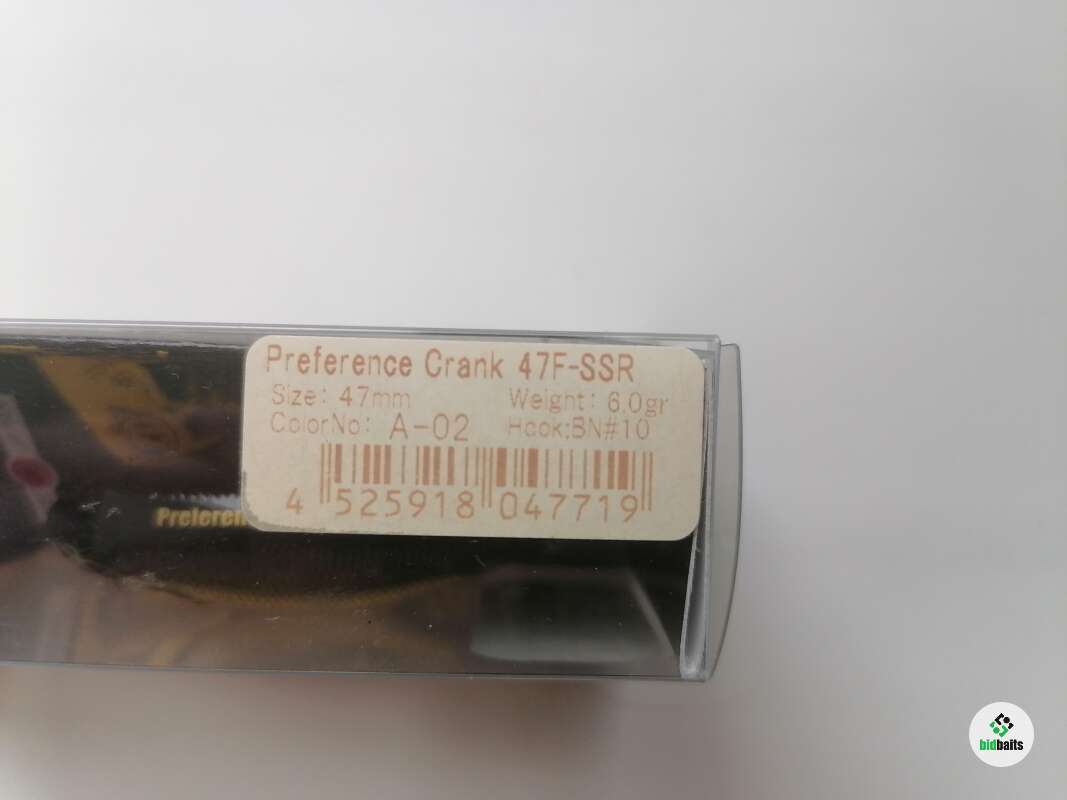 Preference Crank 47F-SSR
Size: 47mm Weight: 6.0gr
ColorNo: A-02 Hook:BN#10
4 525918 047719
bidbaits